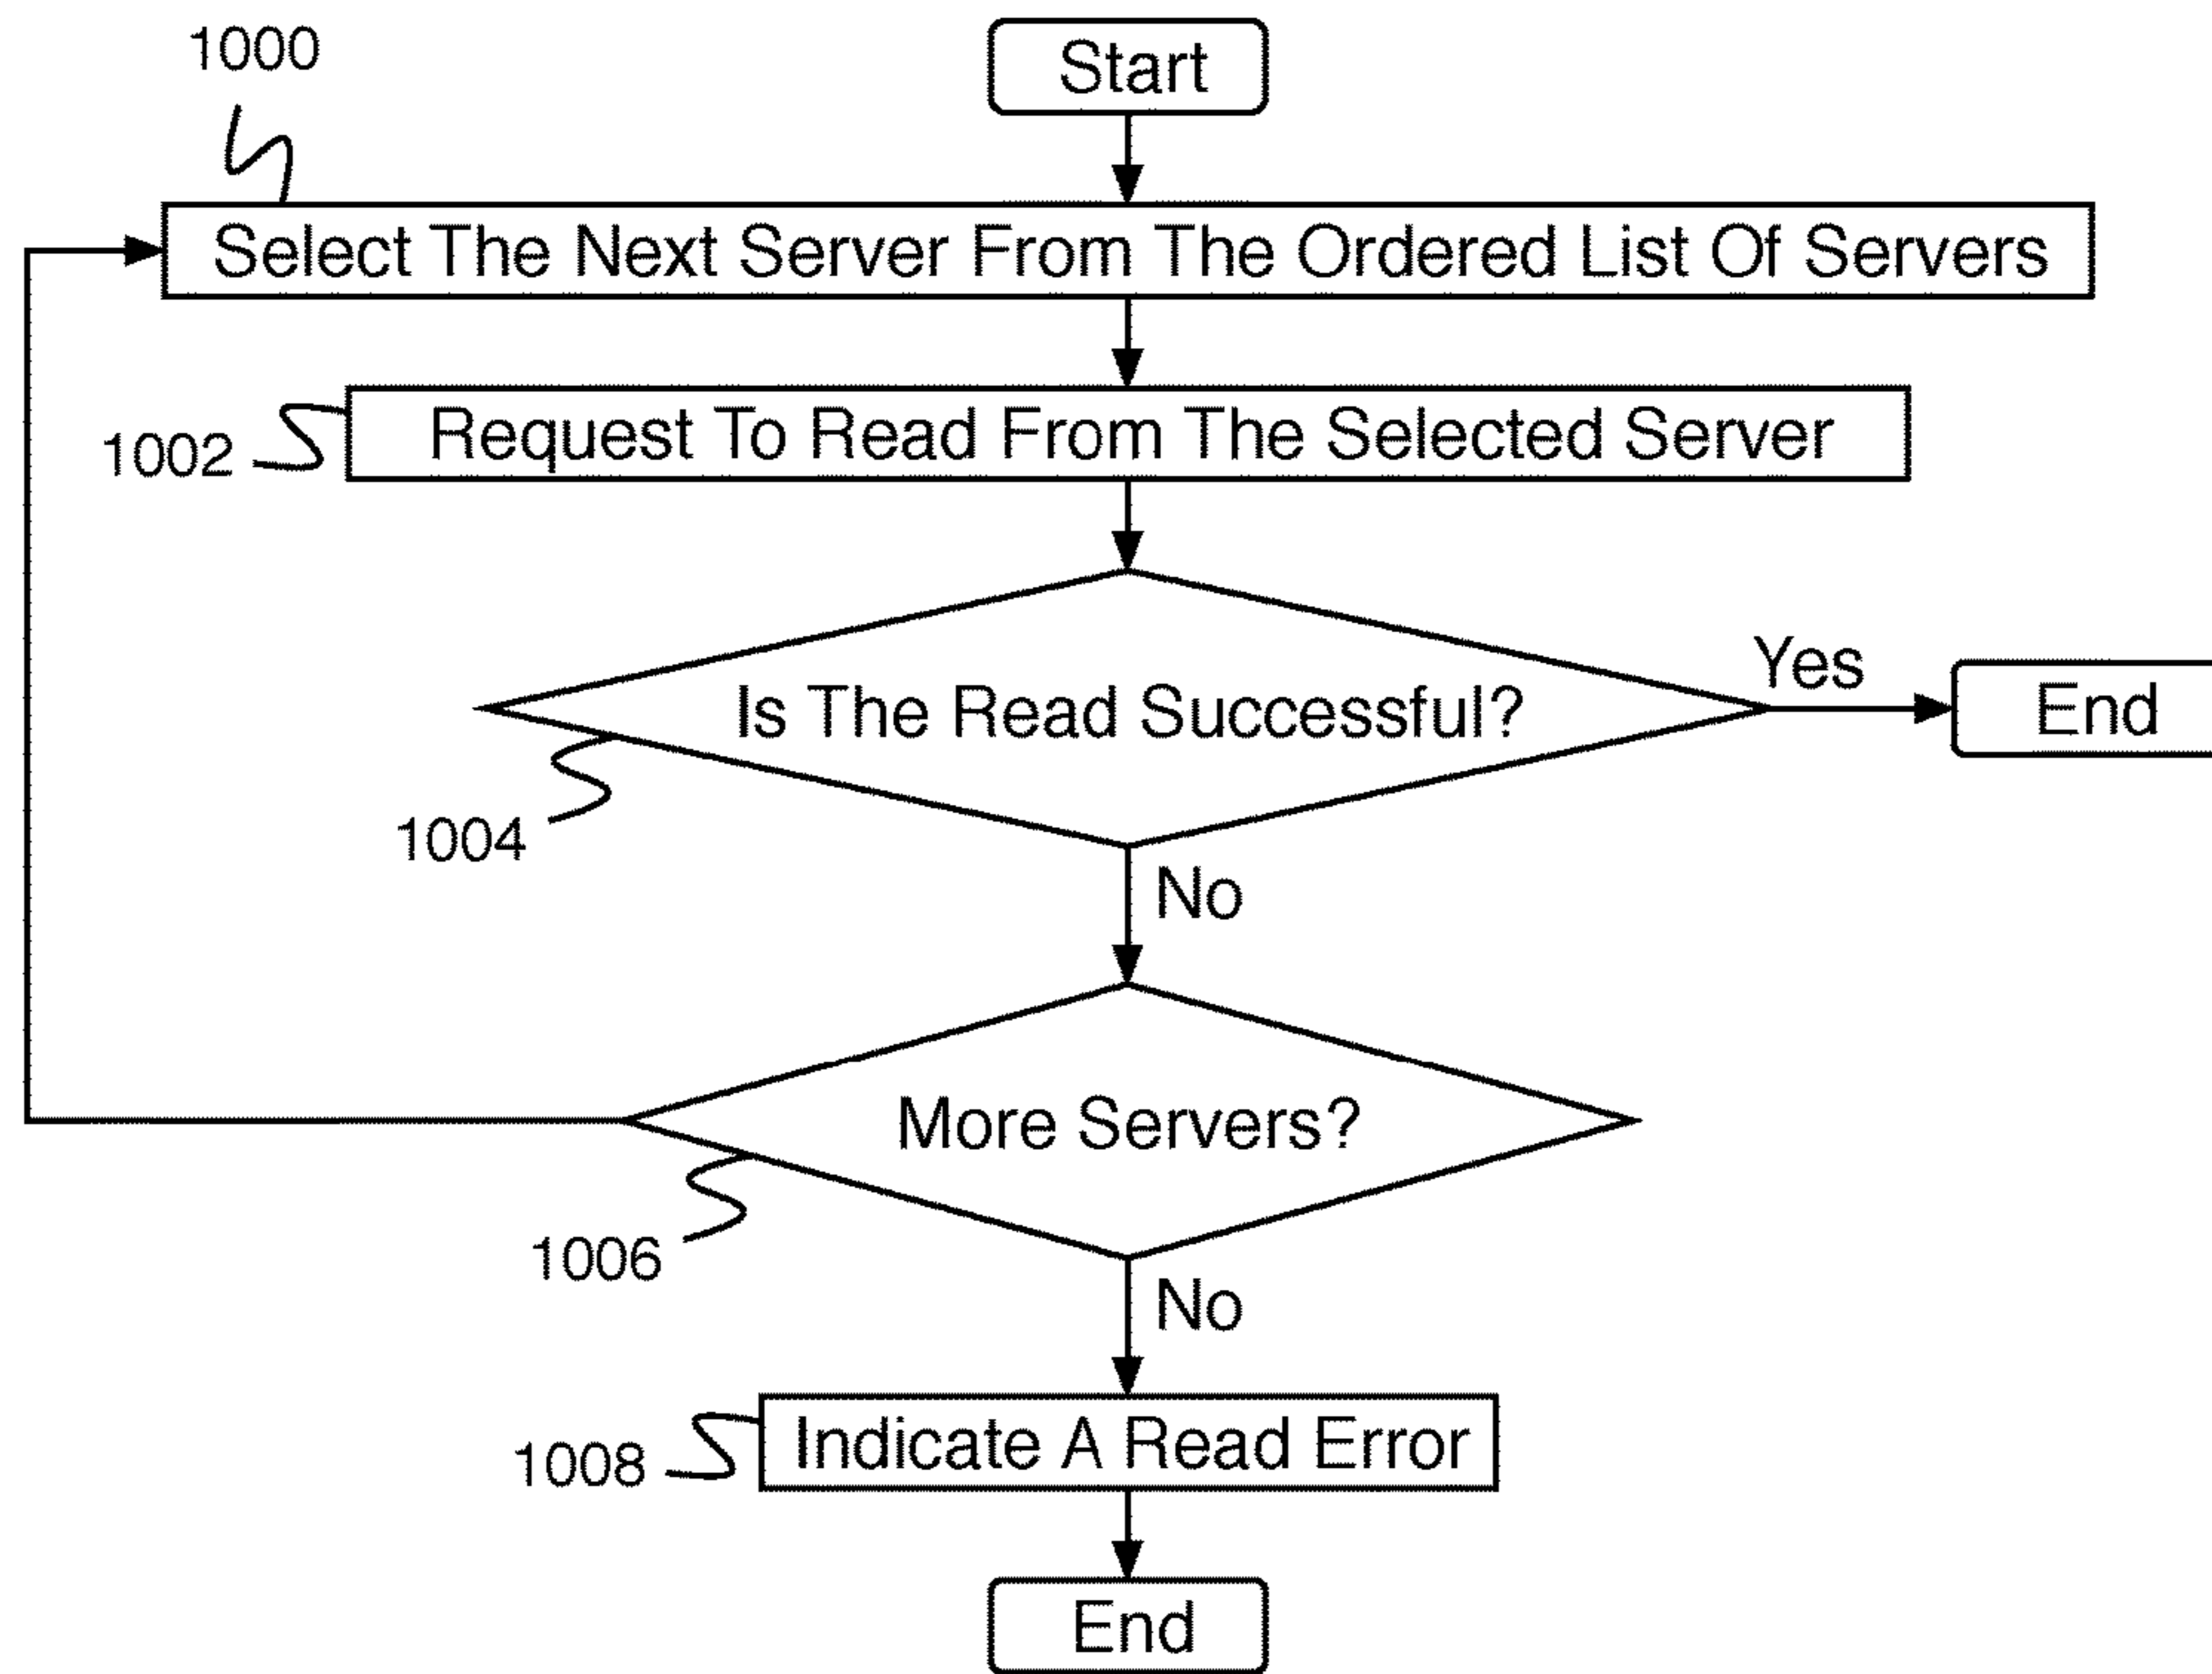 1000
Start
Select The Next Server From The Ordered List Of Servers
1002
Request To Read From The Selected Server
Is The Read Successful?
Yes
End
1004
No
More Servers?
1006
No
1008
Indicate A Read Error
End